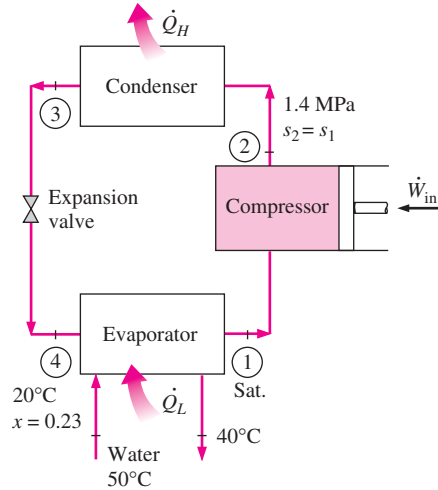 Q̇H
Condenser
3
1.4 MPa
s2 = s1
2
Expansion
valve
Compressor
Ẇin
Evaporator
4
1
Sat.
20°C
x = 0.23
Q̇L
40°C
Water
50°C